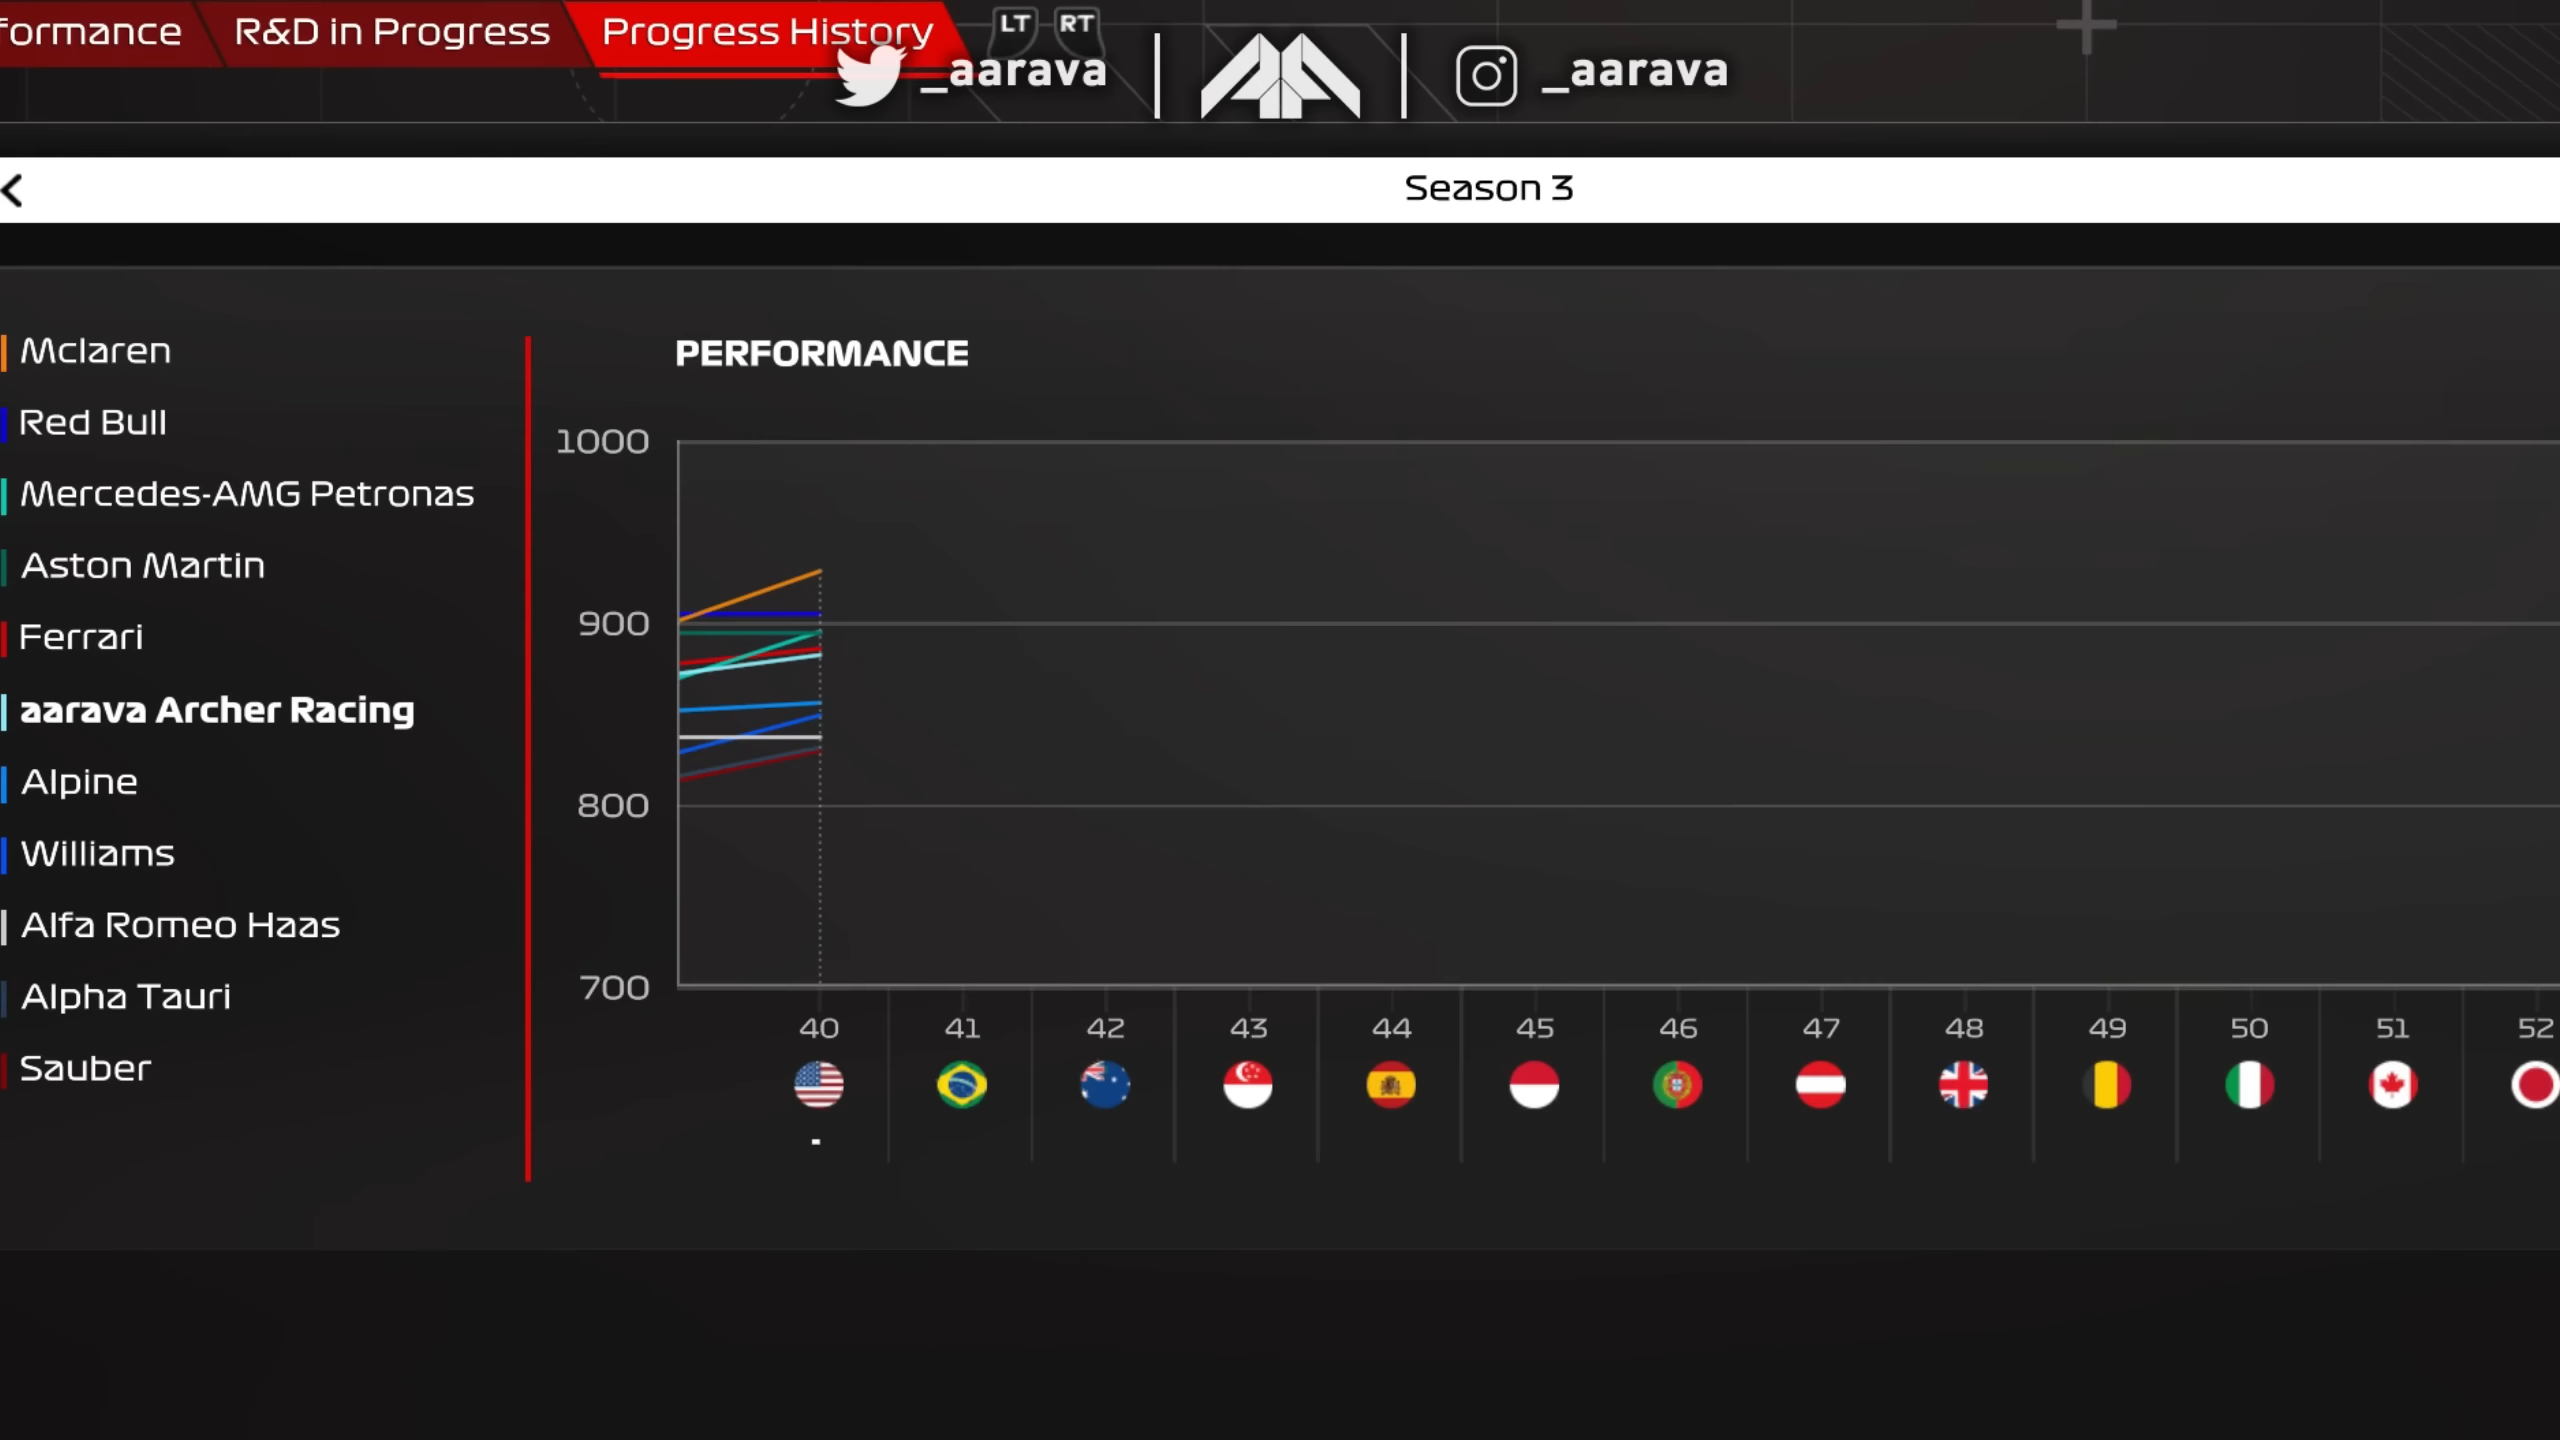 formance R&D in Progress Progress History LT RT
_aarava _aarava
Season 3
Mclaren
Red Bull
Mercedes-AMG Petronas
Aston Martin
Ferrari
aarava Archer Racing
Alpine
Williams
Alfa Romeo Haas
Alpha Tauri
Sauber
PERFORMANCE
1000
900
800
700
40 41 42 43 44 45 46 47 48 49 50 51 52
-